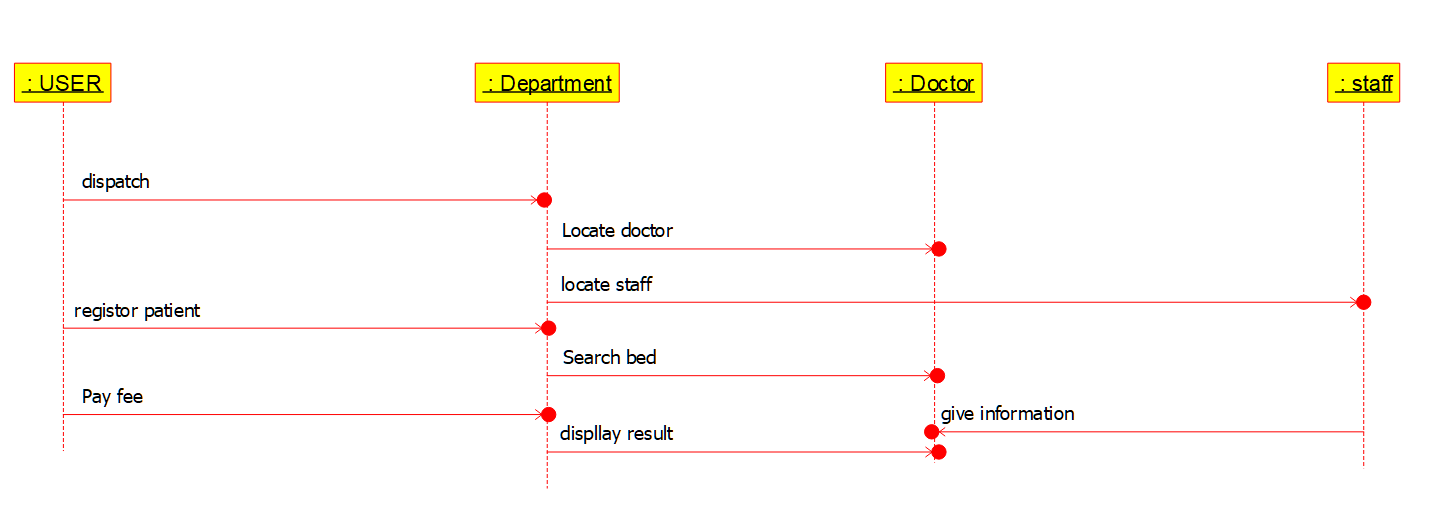 : USER
: Department
: Doctor
: staff
dispatch
Locate doctor
locate staff
registor patient
Search bed
Pay fee
give information
displlay result